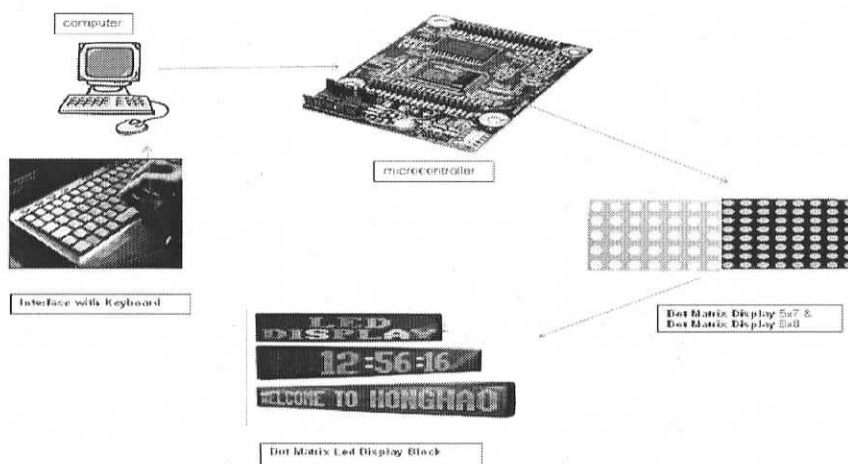 computer
microcontroller
Interface with Keyboard
Dot Matrix Display 5x7 &
Dot Matrix Display 5x8
LED
DISPLAY
12:56:16
WELCOME TO HONGHAO
Dot Matrix Led Display Block